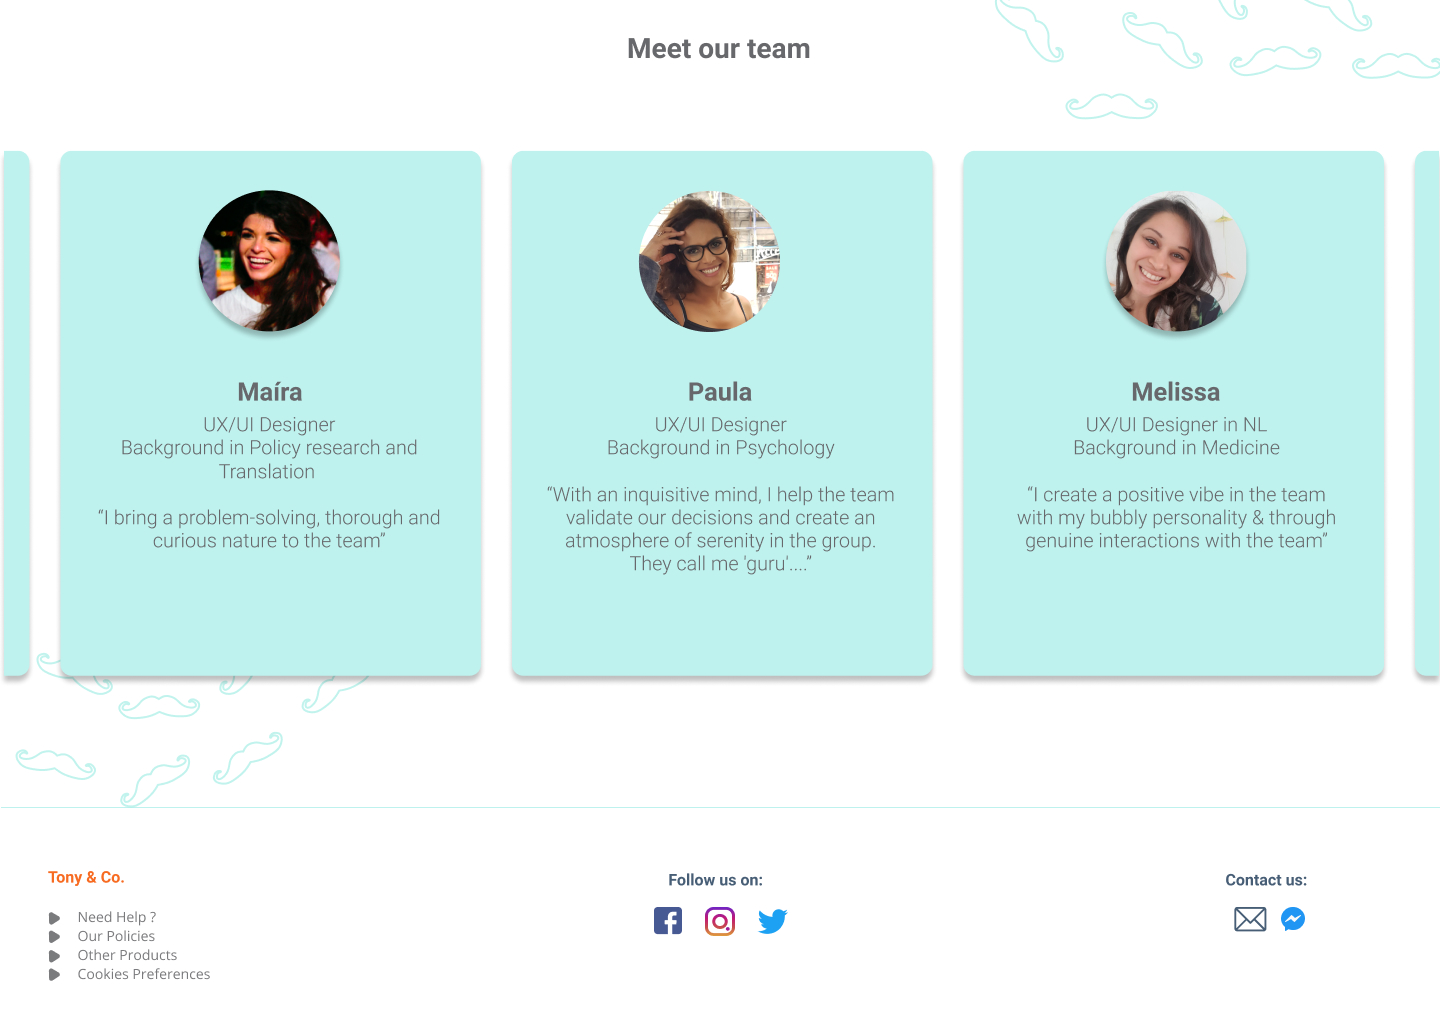 Meet our team
Maíra
UX/UI Designer
Background in Policy research and
Translation
“I bring a problem-solving, thorough and
curious nature to the team”
Paula
UX/UI Designer
Background in Psychology
“With an inquisitive mind, I help the team
validate our decisions and create an
atmosphere of serenity in the group.
They call me 'guru'....”
Melissa
UX/UI Designer in NL
Background in Medicine
“I create a positive vibe in the team
with my bubbly personality & through
genuine interactions with the team”
Tony & Co.
Need Help ?
Our Policies
Other Products
Cookies Preferences
Follow us on:
Contact us: